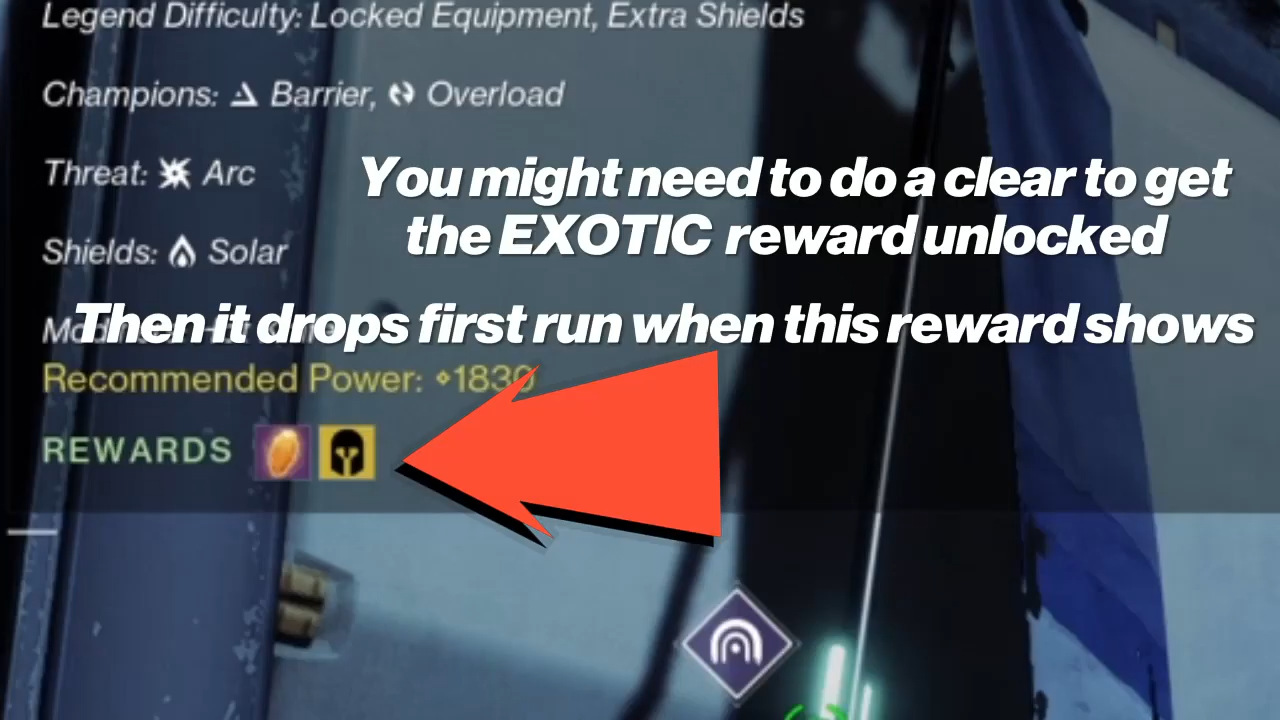 Legend Difficulty: Locked Equipment, Extra Shields
Champions: Barrier, Overload
Threat: Arc
You might need to do a clear to get
the EXOTIC reward unlocked
Shields: Solar
Then it drops first run when this reward shows
Recommended Power: 1830
REWARDS